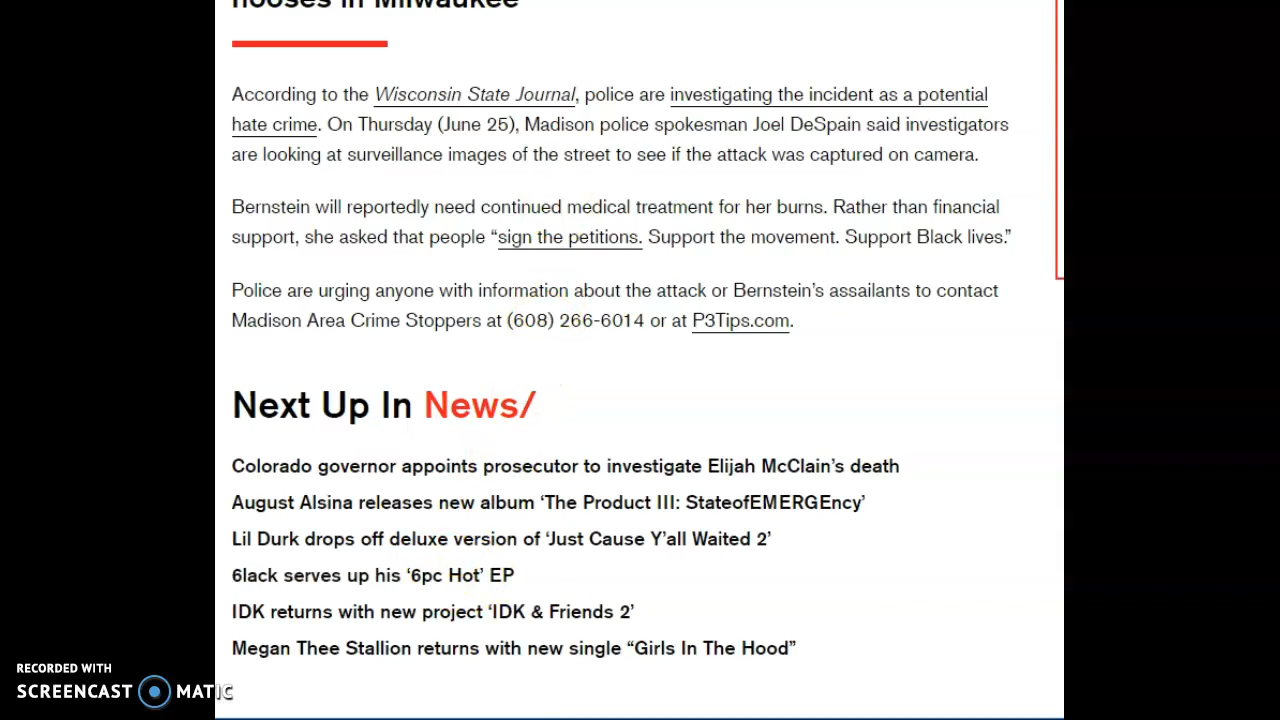 nooses in Milwaukee
According to the Wisconsin State Journal, police are investigating the incident as a potential
hate crime. On Thursday (June 25), Madison police spokesman Joel DeSpain said investigators
are looking at surveillance images of the street to see if the attack was captured on camera.
Bernstein will reportedly need continued medical treatment for her burns. Rather than financial
support, she asked that people “sign the petitions. Support the movement. Support Black lives.”
Police are urging anyone with information about the attack or Bernstein’s assailants to contact
Madison Area Crime Stoppers at (608) 266-6014 or at P3Tips.com.
Next Up In News/
Colorado governor appoints prosecutor to investigate Elijah McClain’s death
August Alsina releases new album ‘The Product III: StateofEMERGEncy’
Lil Durk drops off deluxe version of ‘Just Cause Y’all Waited 2’
6lack serves up his ‘6pc Hot’ EP
IDK returns with new project ‘IDK & Friends 2’
Megan Thee Stallion returns with new single “Girls In The Hood”
RECORDED WITH
SCREENCAST MATIC